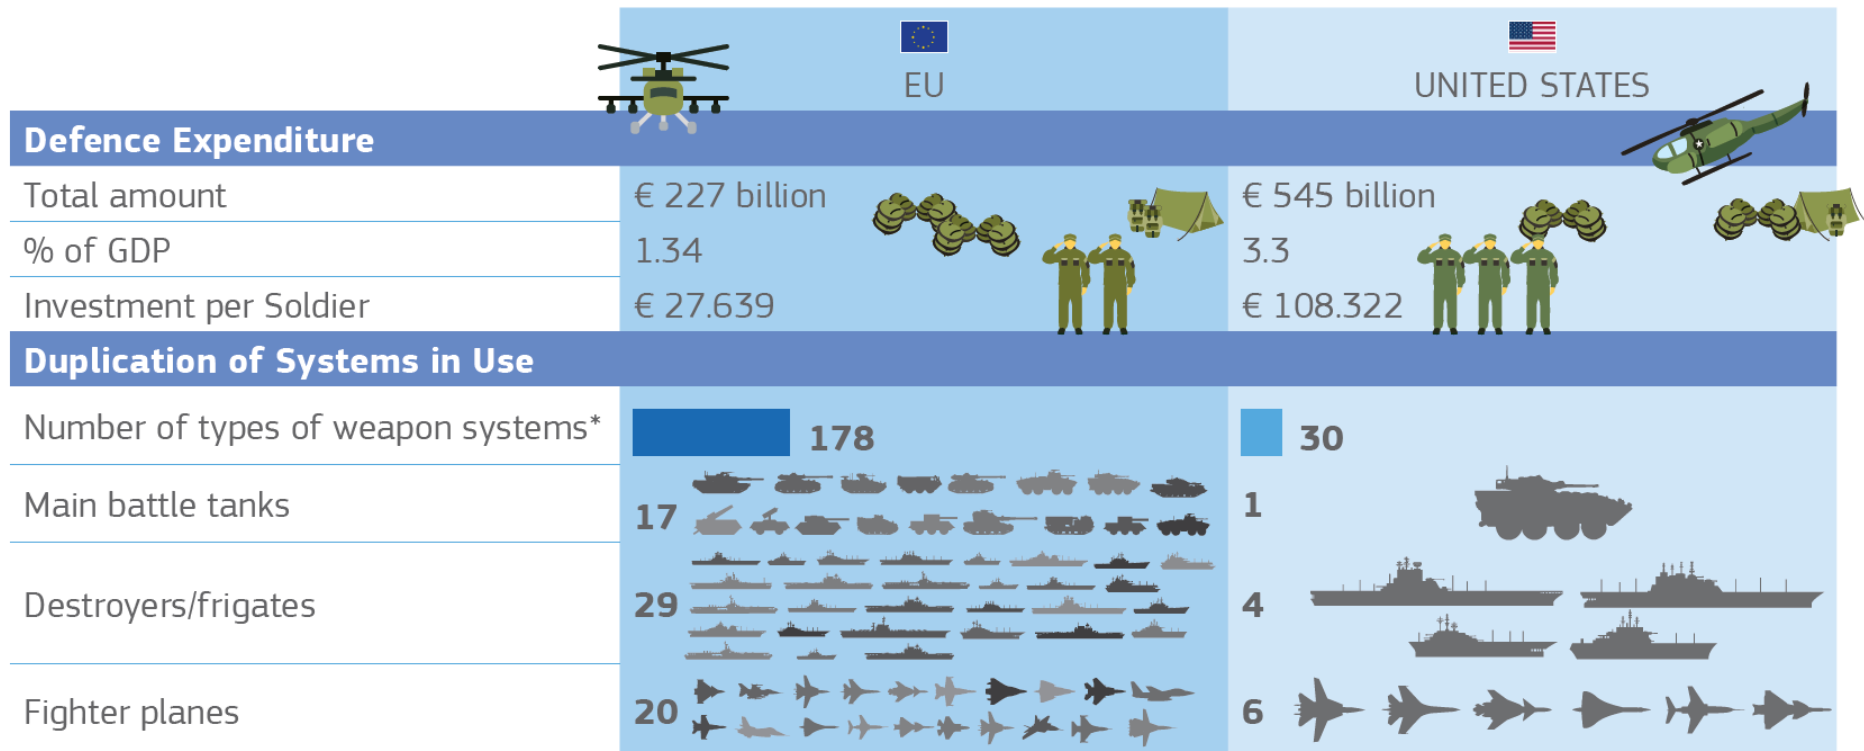 EU
UNITED STATES
Defence Expenditure
Total amount
€ 227 billion
€ 545 billion
% of GDP
1.34
3.3
Investment per Soldier
€ 27.639
€ 108.322
Duplication of Systems in Use
Number of types of weapon systems*
178
30
Main battle tanks
17
1
Destroyers/frigates
29
4
Fighter planes
20
6